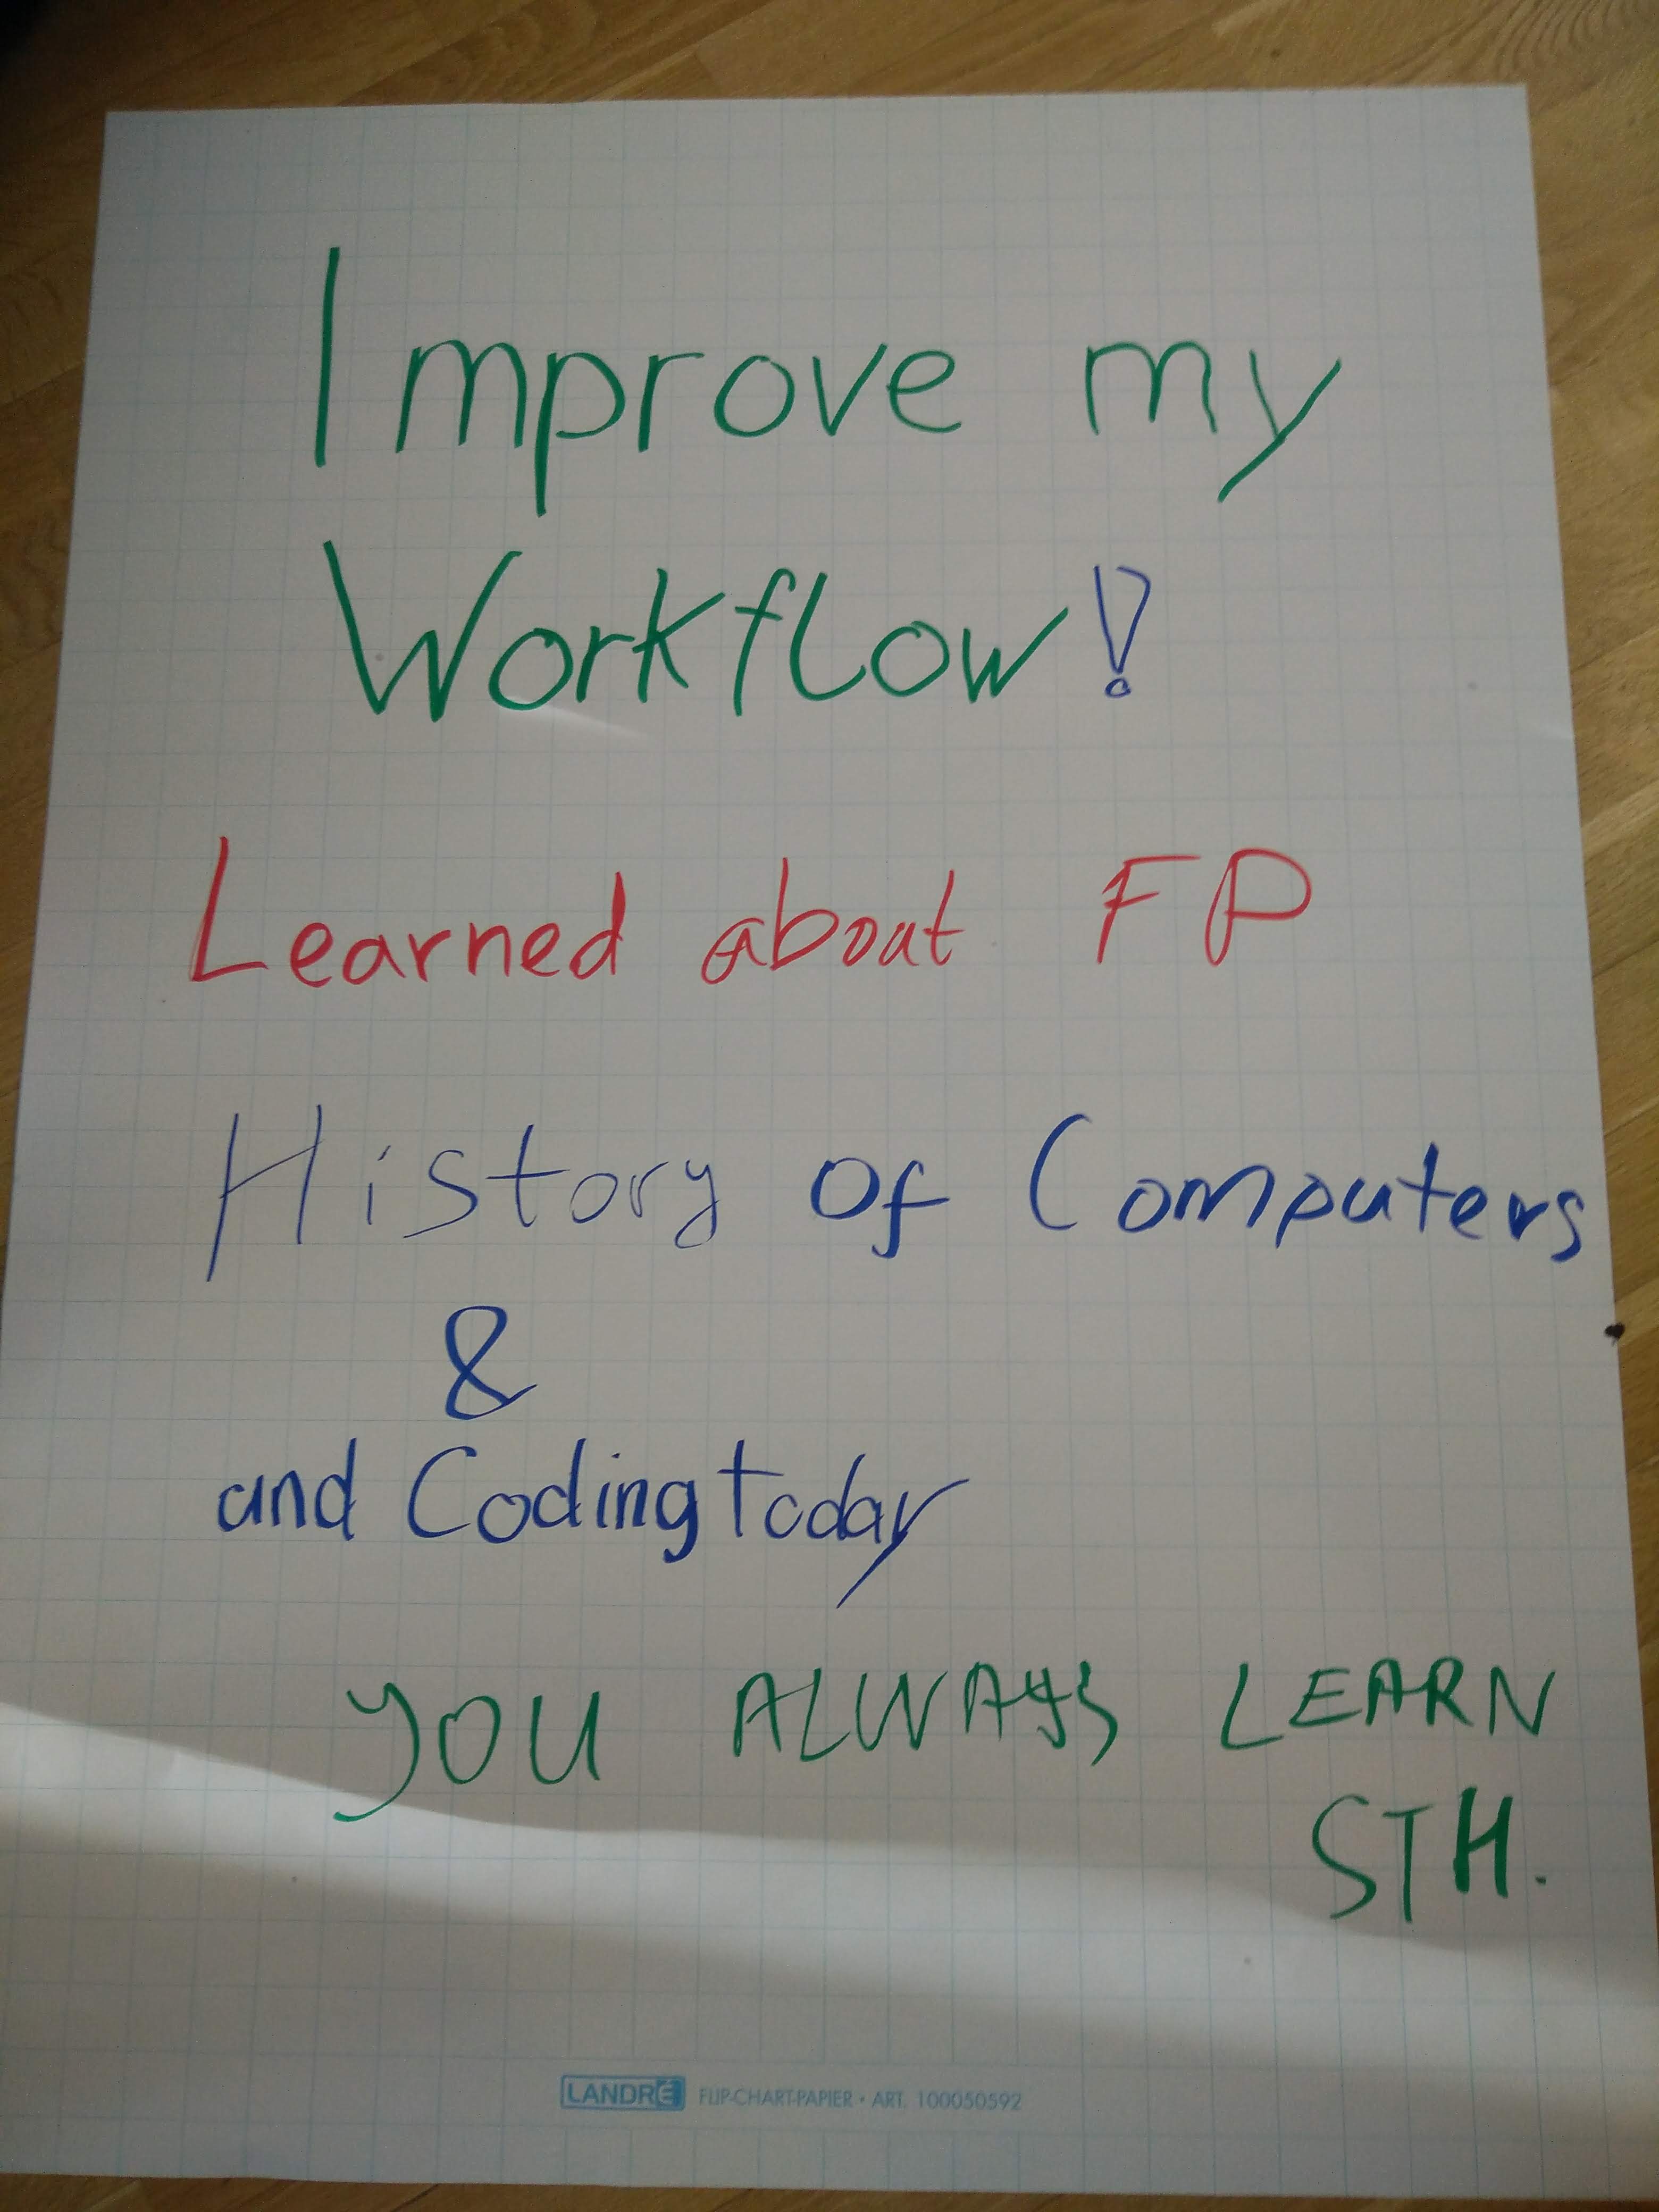 Improve my
Workflow!
Learned about FP
History of Computers
&
and Coding today
YOU ALWAYS LEARN
STH.
LANDRÉ FLIP-CHART-PAPIER • ART. 100050592